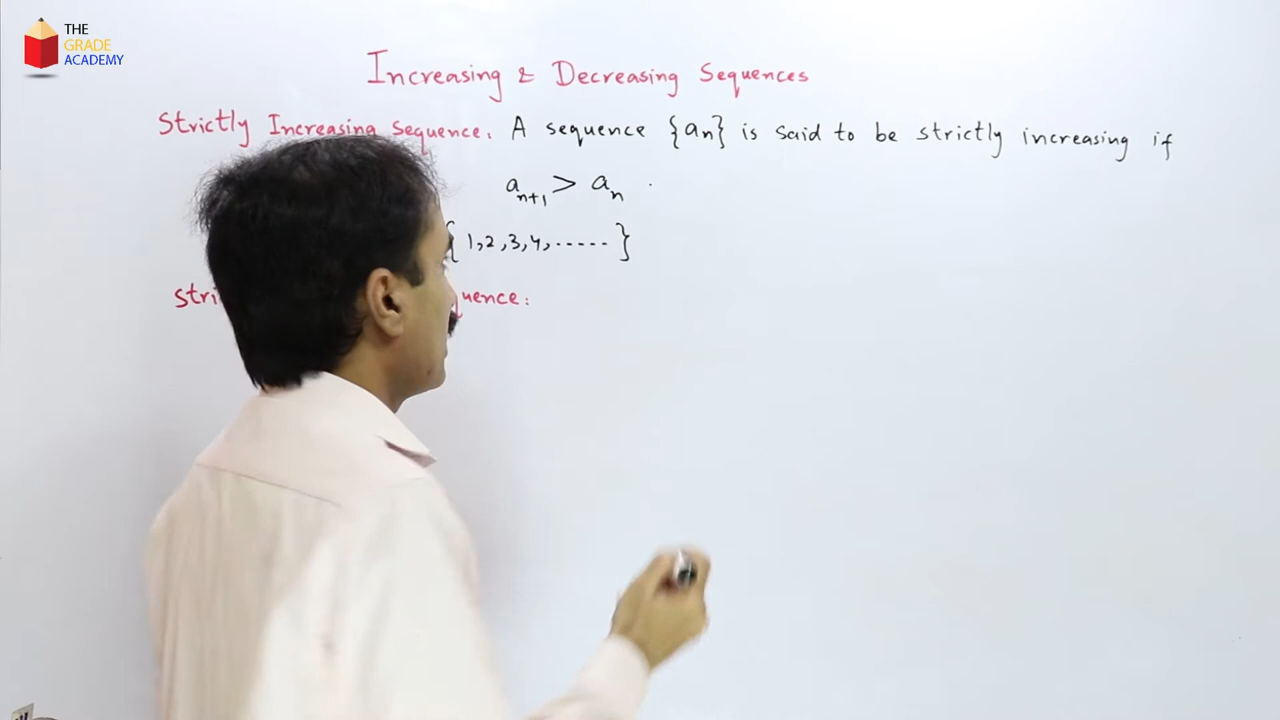 THE
GRADE
ACADEMY
Increasing & Decreasing Sequences
Strictly Increasing Sequence: A sequence {an} is said to be strictly increasing if
an+1 > an .
{1,2,3,4,-----}
: